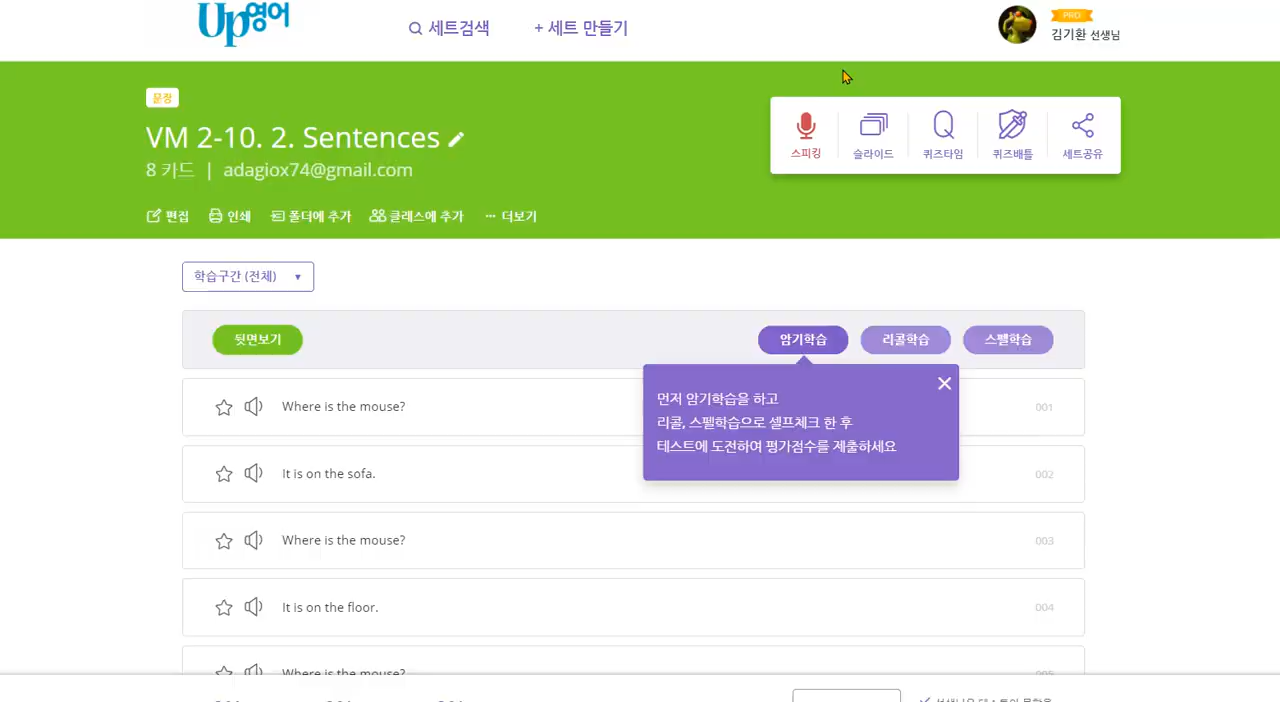 Up영어
세트검색
+ 세트 만들기
PRO
김기환 선생님
문장
VM 2-10. 2. Sentences
8 카드 | adagiox74@gmail.com
스피킹
슬라이드
퀴즈타임
퀴즈배틀
세트공유
편집
인쇄
폴더에 추가
클래스에 추가
··· 더보기
학습구간 (전체) ▼
뒷면보기
암기학습
리콜학습
스펠학습
먼저 암기학습을 하고
리콜, 스펠학습으로 셀프체크 한 후
테스트에 도전하여 평가점수를 제출하세요
Where is the mouse?
001
It is on the sofa.
002
Where is the mouse?
003
It is on the floor.
004
Where is the mouse?
005